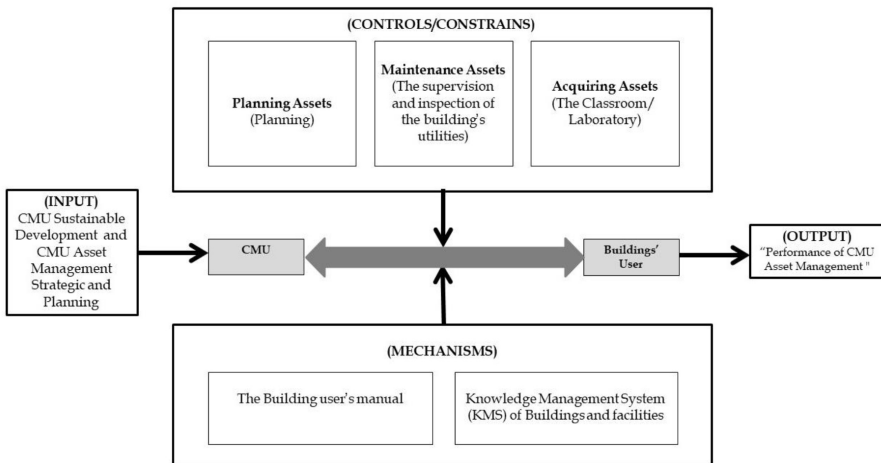 (CONTROLS/CONSTRAINS)
Planning Assets
(Planning)
Maintenance Assets
(The supervision
and inspection of
the building's
utilities)
Acquiring Assets
(The Classroom/
Laboratory)
(INPUT)
CMU Sustainable
Development and
CMU Asset
Management
Strategic and
Planning
CMU
Buildings'
User
(OUTPUT)
"Performance of CMU
Asset Management "
(MECHANISMS)
The Building user's manual
Knowledge Management System
(KMS) of Buildings and facilities